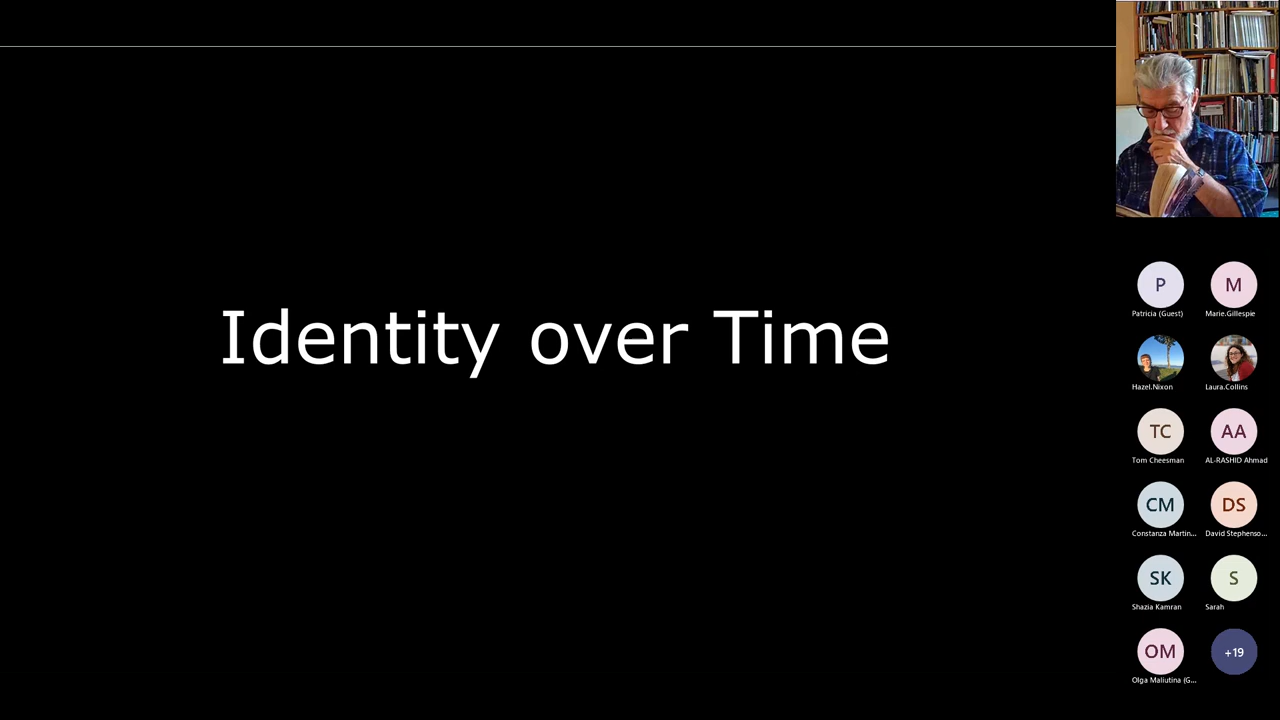 Identity over Time
P
M
Patricia (Guest)
Marie.Gillespie
Hazel.Nixon
Laura.Collins
TC
AA
Tom Cheesman
AL-RASHID Ahmad
CM
DS
Constanza Martin...
David Stephenso...
SK
S
Shazia Kamran
Sarah
OM
+19
Olga Maliutina (G...